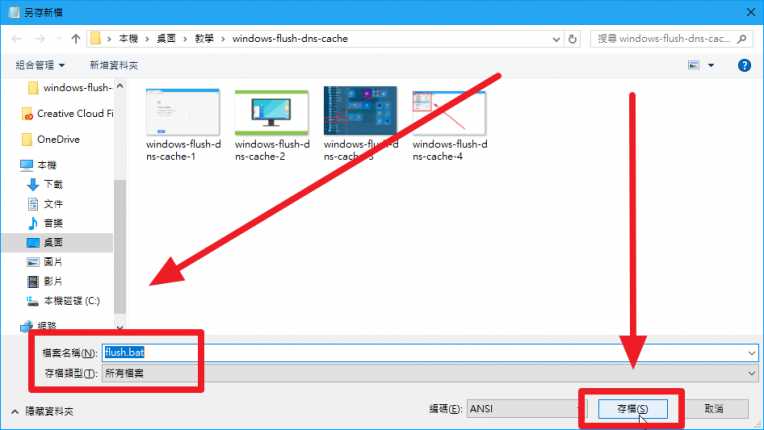 另存新檔
本機 › 桌面 › 教學 › windows-flush-dns-cache
搜尋 windows-flush-dns-cac...
組合管理
新增資料夾
windows-flush-
Creative Cloud Fi
OneDrive
本機
下載
文件
音樂
桌面
圖片
影片
本機磁碟 (C:)
網路
windows-flush-d
ns-cache-1
windows-flush-d
ns-cache-2
windows-flush-d
ns-cache-3
windows-flush-d
ns-cache-4
檔案名稱(N): flush.bat
存檔類型(T): 所有檔案
隱藏資料夾
編碼(E): ANSI
存檔(S)
取消